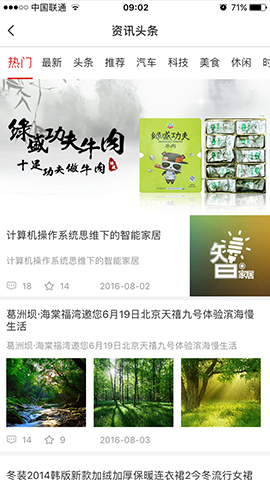 中国联通 09:02 100%
资讯头条
热门 最新 头条 推荐 汽车 科技 美食 休闲 时
绿盛功夫牛肉
十足功夫做牛肉
绿盛功夫
牛肉
计算机操作系统思维下的智能家居
计算机操作系统思维下的智能家居
18 14 2016-08-02
智
家居
葛洲坝·海棠福湾邀您6月19日北京天禧九号体验滨海慢
生活
葛洲坝·海棠福湾邀您6月19日北京天禧九号体验滨海慢生活
11 9 2016-08-03
冬装2014韩版新款加绒加厚保暖连衣裙2今冬流行女裙